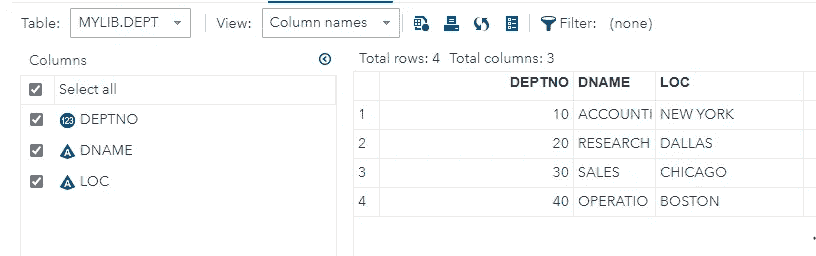 Table: MYLIB.DEPT View: Column names Filter: (none)
Columns
Select all
123 DEPTNO
A DNAME
A LOC
Total rows: 4 Total columns: 3
DEPTNO DNAME LOC
1 10 ACCOUNTI NEW YORK
2 20 RESEARCH DALLAS
3 30 SALES CHICAGO
4 40 OPERATIO BOSTON